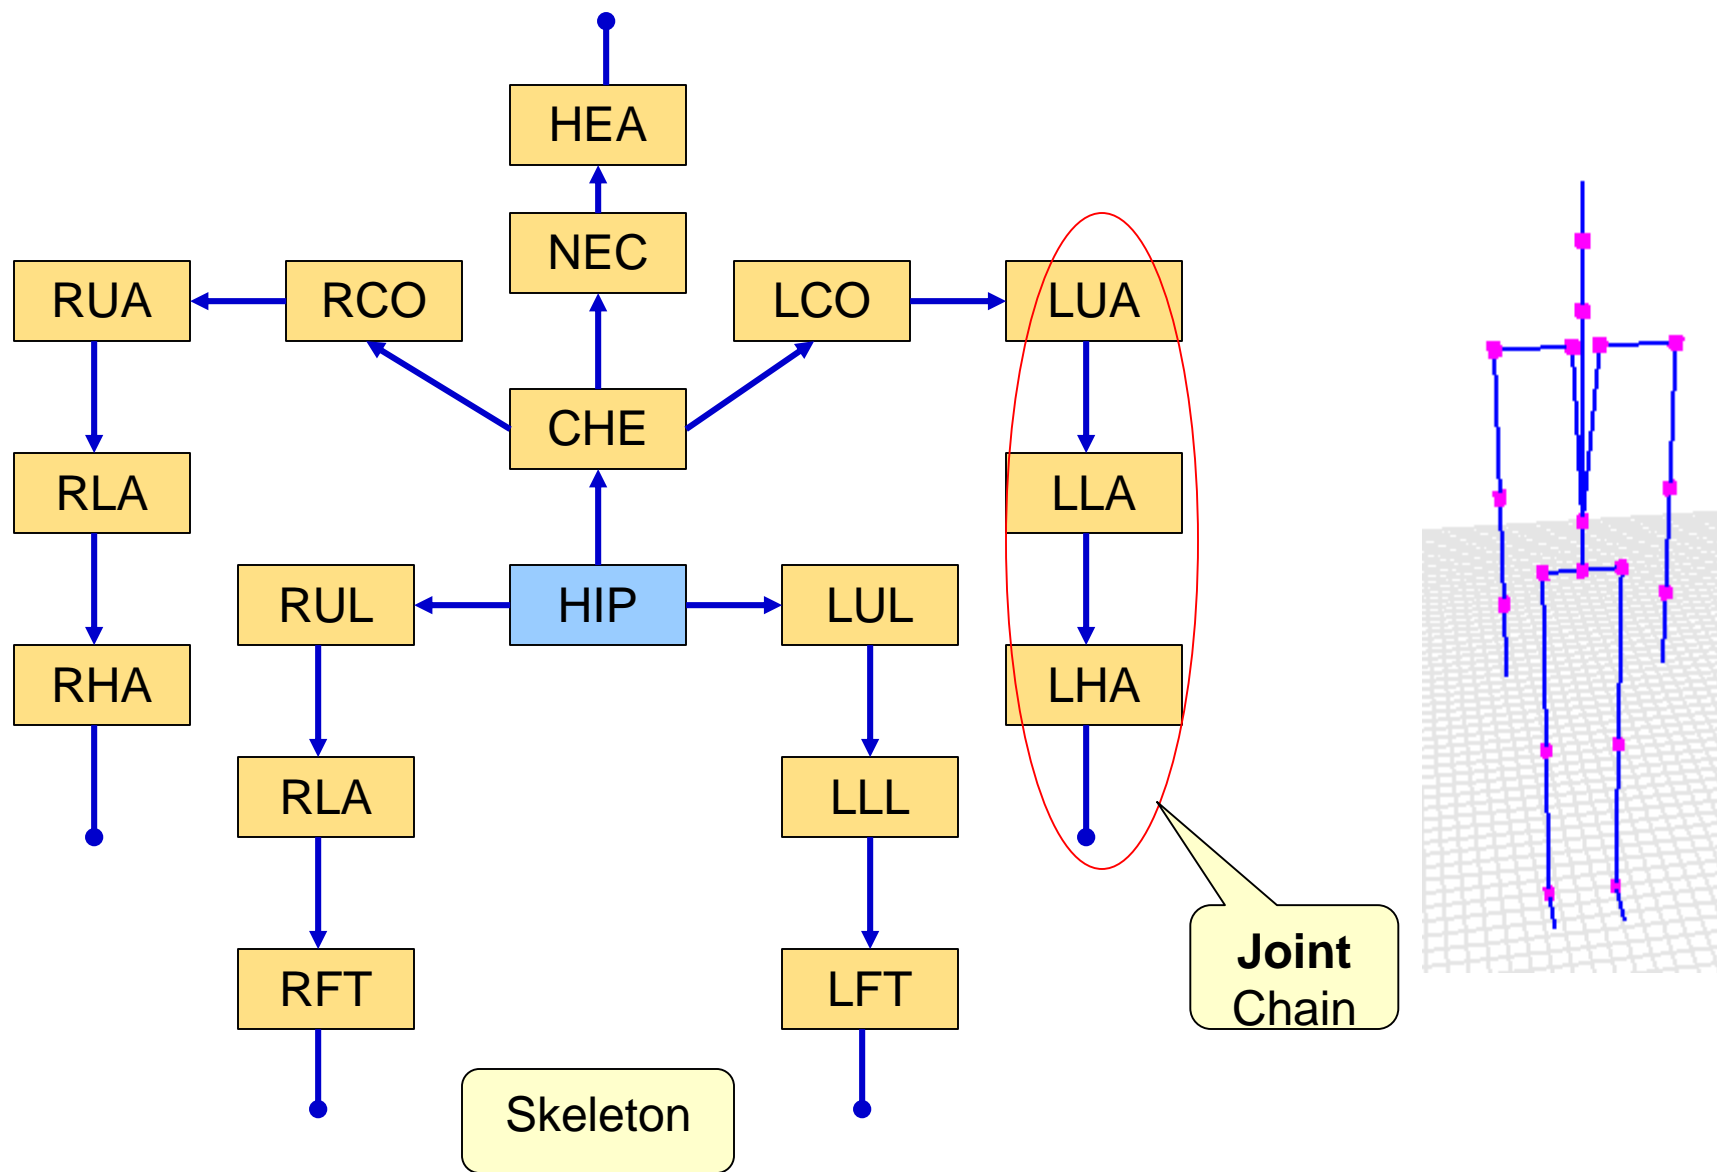 HEA
NEC
RUA
RCO
LCO
LUA
CHE
RLA
LLA
RUL
HIP
LUL
RHA
LHA
RLA
LLL
RFT
LFT
Joint
Chain
Skeleton